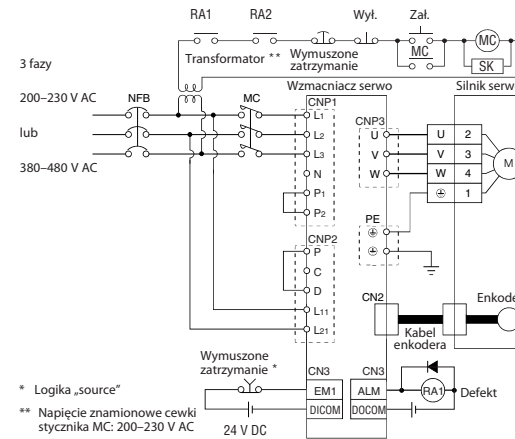 RA1 RA2 Wył. Zał.
MC MC
SK
Transformator ** Wymuszone
zatrzymanie
3 fazy
Wzmacniacz serwo Silnik serw
200–230 V AC NFB MC CNP1
lub
380–480 V AC
L1
L2
L3
N
P1
P2
CNP3
U U 2
V V 3
W W 4
1
M
PE
CNP2
P
C
D
L11
L21
CN2
Enkode
Kabel
enkodera
Wymuszone
zatrzymanie *
CN3 CN3
EM1 ALM RA1 Defekt
DICOM DOCOM
24 V DC
* Logika „source”
** Napięcie znamionowe cewki
stycznika MC: 200–230 V AC